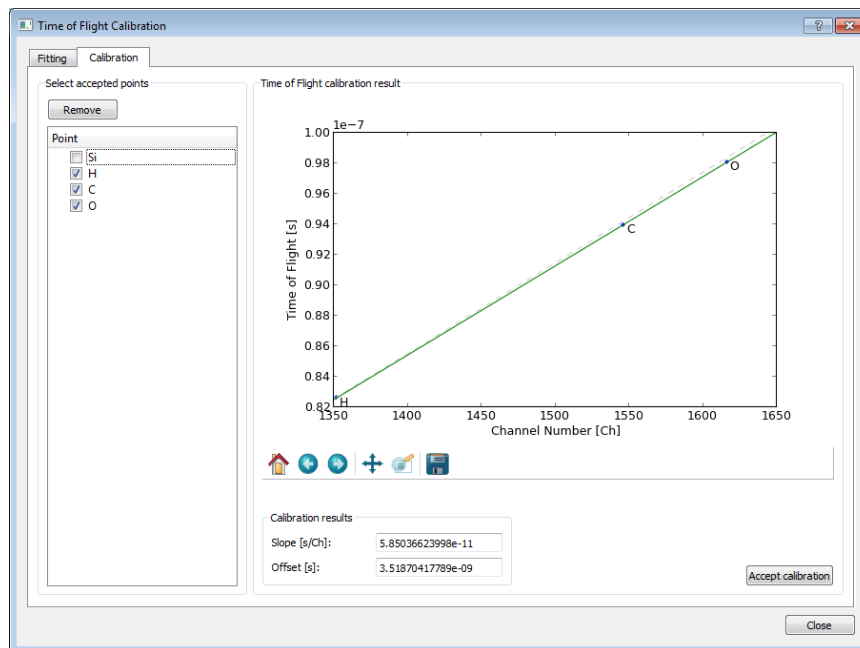 Time of Flight Calibration
Fitting
Calibration
Select accepted points
Remove
Point
Si
H
C
O
Time of Flight calibration result
1e−7
1.00
0.98
0.96
0.94
0.92
0.90
0.88
0.86
0.84
0.82
Time of Flight [s]
O
C
H
1350
1400
1450
1500
1550
1600
1650
Channel Number [Ch]
Calibration results
Slope [s/Ch]:
5.85036623998e-11
Offset [s]:
3.51870417789e-09
Accept calibration
Close